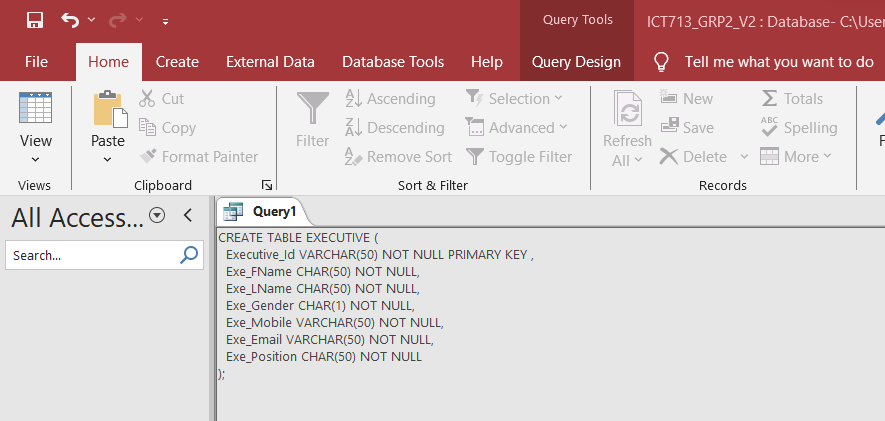 Query Tools
ICT713_GRP2_V2 : Database- C:\User
File Home Create External Data Database Tools Help Query Design Tell me what you want to do
View
Views
Paste
Cut
Copy
Format Painter
Clipboard
Filter
Ascending
Descending
Remove Sort
Selection
Advanced
Toggle Filter
Sort & Filter
Refresh
All
New
Save
Delete
Totals
Spelling
More
Records
F
All Access...
Search...
Query1
CREATE TABLE EXECUTIVE (
Executive_Id VARCHAR(50) NOT NULL PRIMARY KEY ,
Exe_FName CHAR(50) NOT NULL,
Exe_LName CHAR(50) NOT NULL,
Exe_Gender CHAR(1) NOT NULL,
Exe_Mobile VARCHAR(50) NOT NULL,
Exe_Email VARCHAR(50) NOT NULL,
Exe_Position CHAR(50) NOT NULL
);